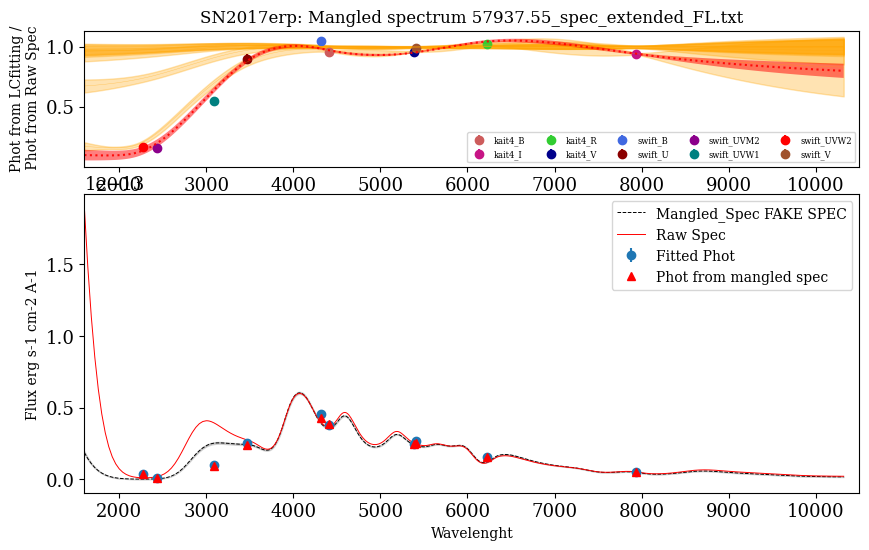 SN2017erp: Mangled spectrum 57937.55_spec_extended_FL.txt
Phot from LCfitting /
Phot from Raw Spec
1.0
0.5
kait4_B kait4_R swift_B swift_UVM2 swift_UVW2
kait4_I kait4_V swift_U swift_UVW1 swift_V
2000 3000 4000 5000 6000 7000 8000 9000 10000
1e−13
Flux erg s-1 cm-2 A-1
1.5
1.0
0.5
0.0
Mangled_Spec FAKE SPEC
Raw Spec
Fitted Phot
Phot from mangled spec
2000 3000 4000 5000 6000 7000 8000 9000 10000
Wavelenght